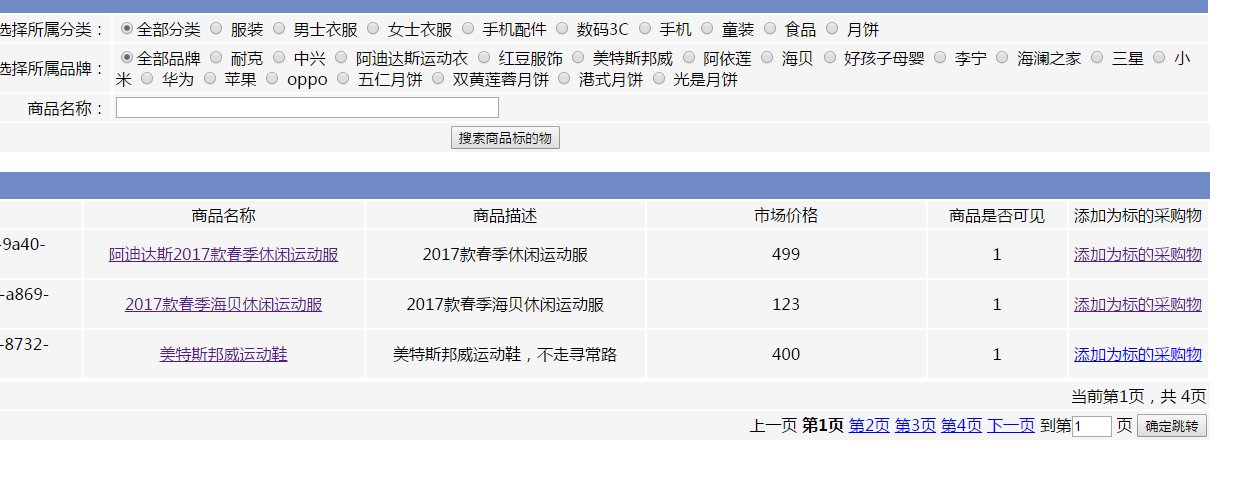 选择所属分类： 全部分类 服装 男士衣服 女士衣服 手机配件 数码3C 手机 童装 食品 月饼
选择所属品牌： 全部品牌 耐克 中兴 阿迪达斯运动衣 红豆服饰 美特斯邦威 阿依莲 海贝 好孩子母婴 李宁 海澜之家 三星 小
米 华为 苹果 oppo 五仁月饼 双黄莲蓉月饼 港式月饼 光是月饼
商品名称：
搜索商品标的物
商品名称 商品描述 市场价格 商品是否可见 添加为标的采购物
-9a40- 阿迪达斯2017款春季休闲运动服 2017款春季休闲运动服 499 1 添加为标的采购物
-a869- 2017款春季海贝休闲运动服 2017款春季海贝休闲运动服 123 1 添加为标的采购物
-8732- 美特斯邦威运动鞋 美特斯邦威运动鞋，不走寻常路 400 1 添加为标的采购物
当前第1页，共 4页
上一页 第1页 第2页 第3页 第4页 下一页 到第 1 页 确定跳转